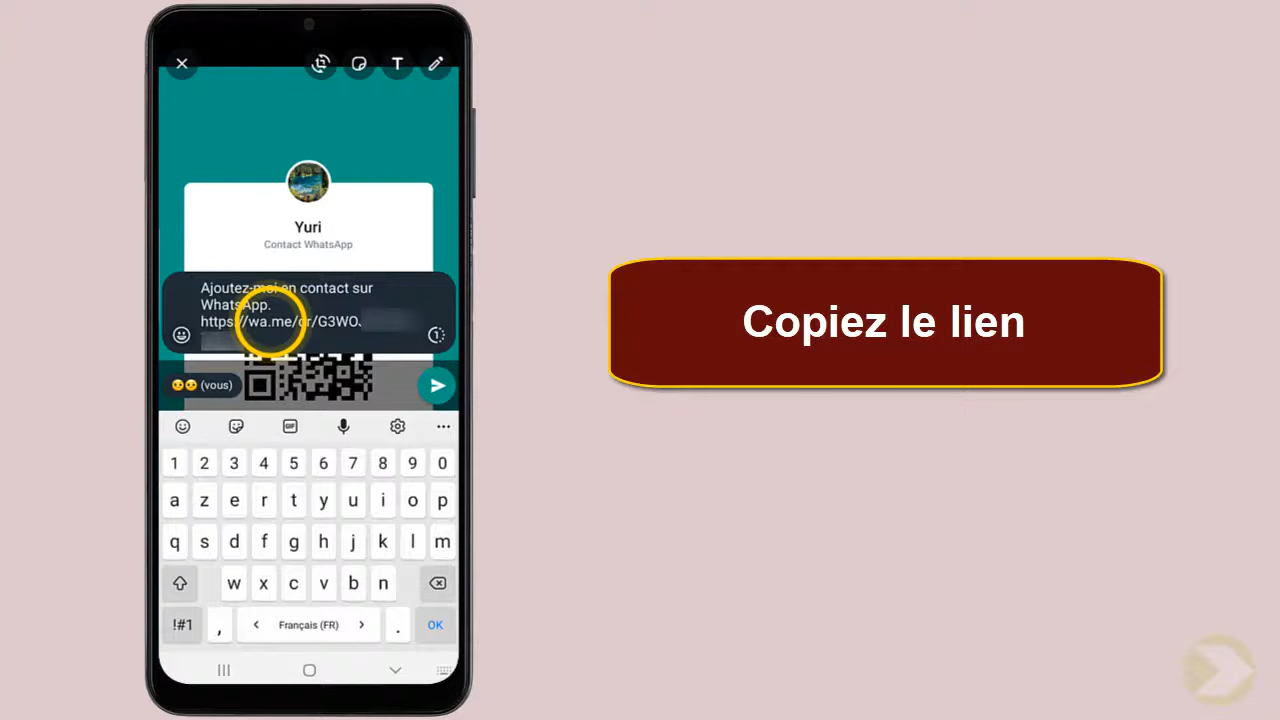 T
Yuri
Contact WhatsApp
Ajoutez-moi en contact sur
WhatsApp.
https://wa.me/qr/G3WO
(vous)
GIF
1 2 3 4 5 6 7 8 9 0
a z e r t y u i o p
q s d f g h j k l m
w x c v b n
!#1 , < Français (FR) > . OK
Copiez le lien